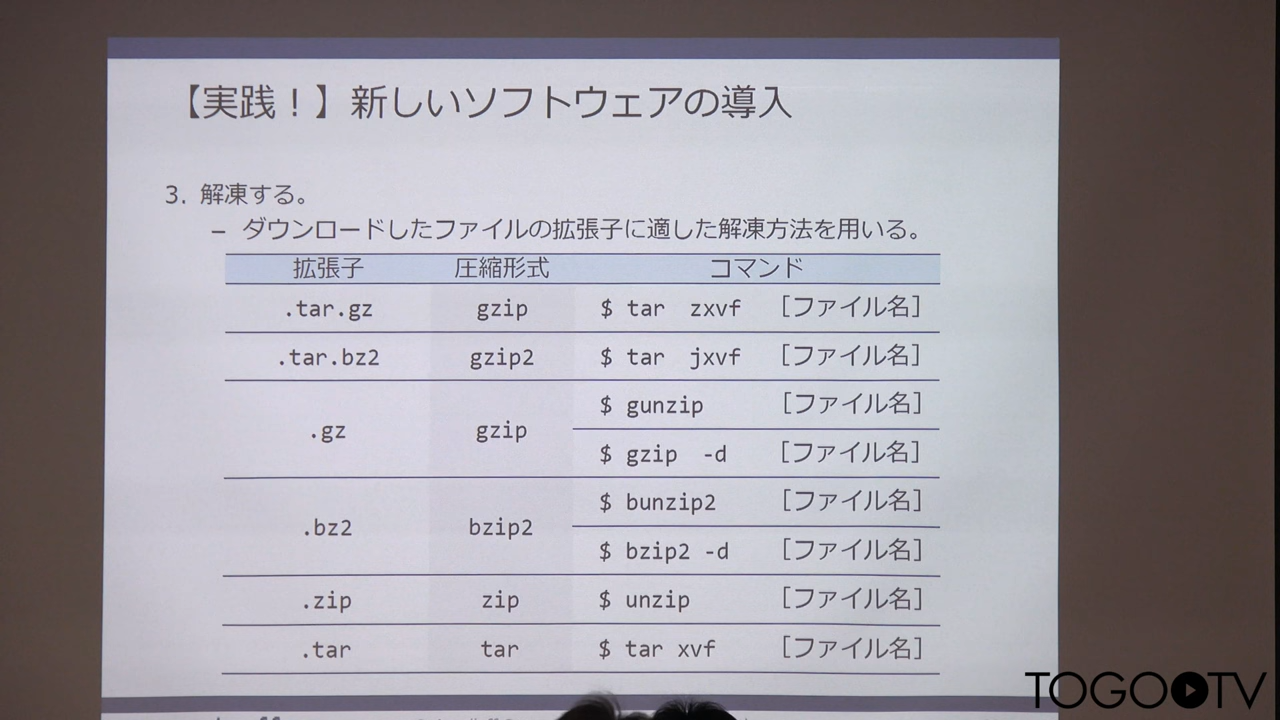 【実践！】新しいソフトウェアの導入
3. 解凍する。
– ダウンロードしたファイルの拡張子に適した解凍方法を用いる。
拡張子 圧縮形式 コマンド
.tar.gz gzip $ tar zxvf [ファイル名]
.tar.bz2 gzip2 $ tar jxvf [ファイル名]
.gz gzip $ gunzip [ファイル名]
$ gzip -d [ファイル名]
.bz2 bzip2 $ bunzip2 [ファイル名]
$ bzip2 -d [ファイル名]
.zip zip $ unzip [ファイル名]
.tar tar $ tar xvf [ファイル名]
TOGOTV